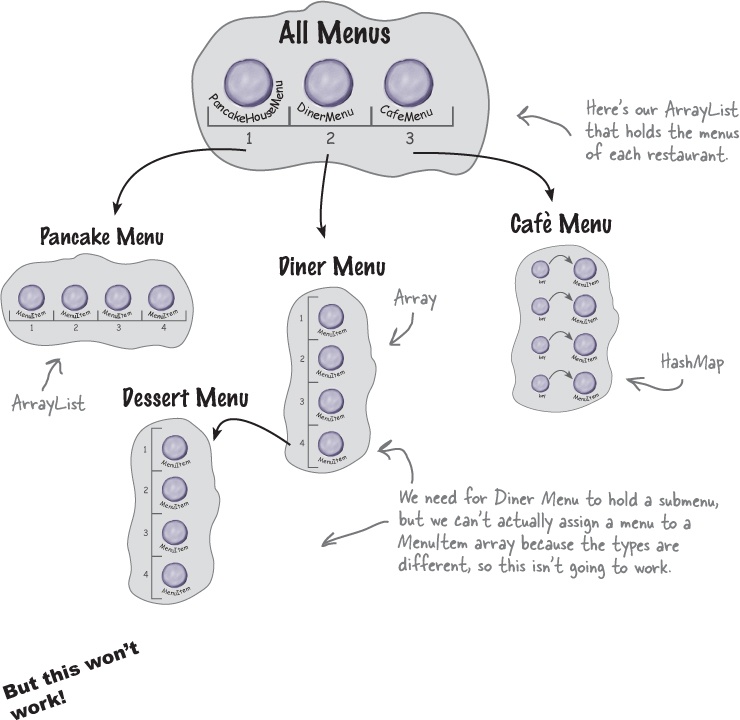 All Menus
PancakeHouseMenu
DinerMenu
CafeMenu
1 2 3
Here's our ArrayList
that holds the menus
of each restaurant.
Pancake Menu
MenuItem MenuItem MenuItem MenuItem
1 2 3 4
ArrayList
Diner Menu
1
MenuItem
2
MenuItem
3
MenuItem
4
MenuItem
Array
Cafè Menu
key MenuItem
key MenuItem
key MenuItem
key MenuItem
HashMap
Dessert Menu
1
MenuItem
2
MenuItem
3
MenuItem
4
MenuItem
We need for Diner Menu to hold a submenu,
but we can't actually assign a menu to a
MenuItem array because the types are
different, so this isn't going to work.
But this won't
work!